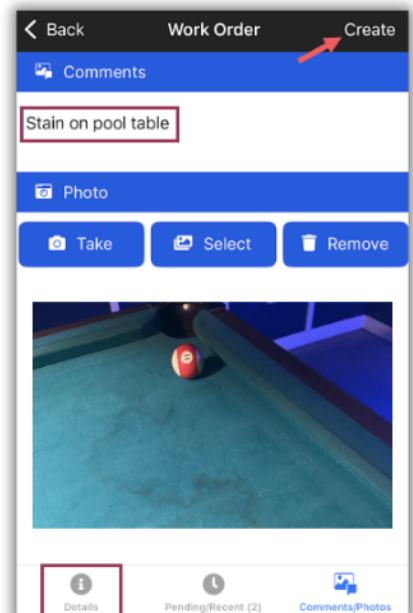 Back Work Order Create
Comments
Stain on pool table
Photo
Take Select Remove
Details Pending/Recent (2) Comments/Photos